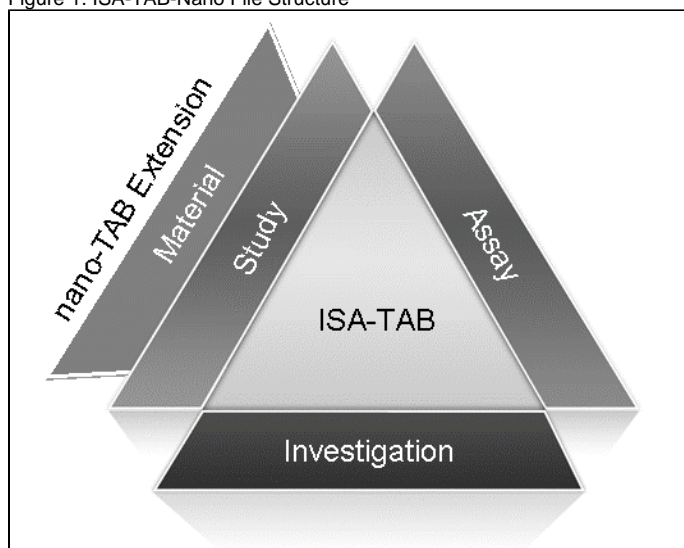 Figure 1. ISA-TAB-Nano File Structure
nano-TAB Extension
Material
Study
Assay
ISA-TAB
Investigation